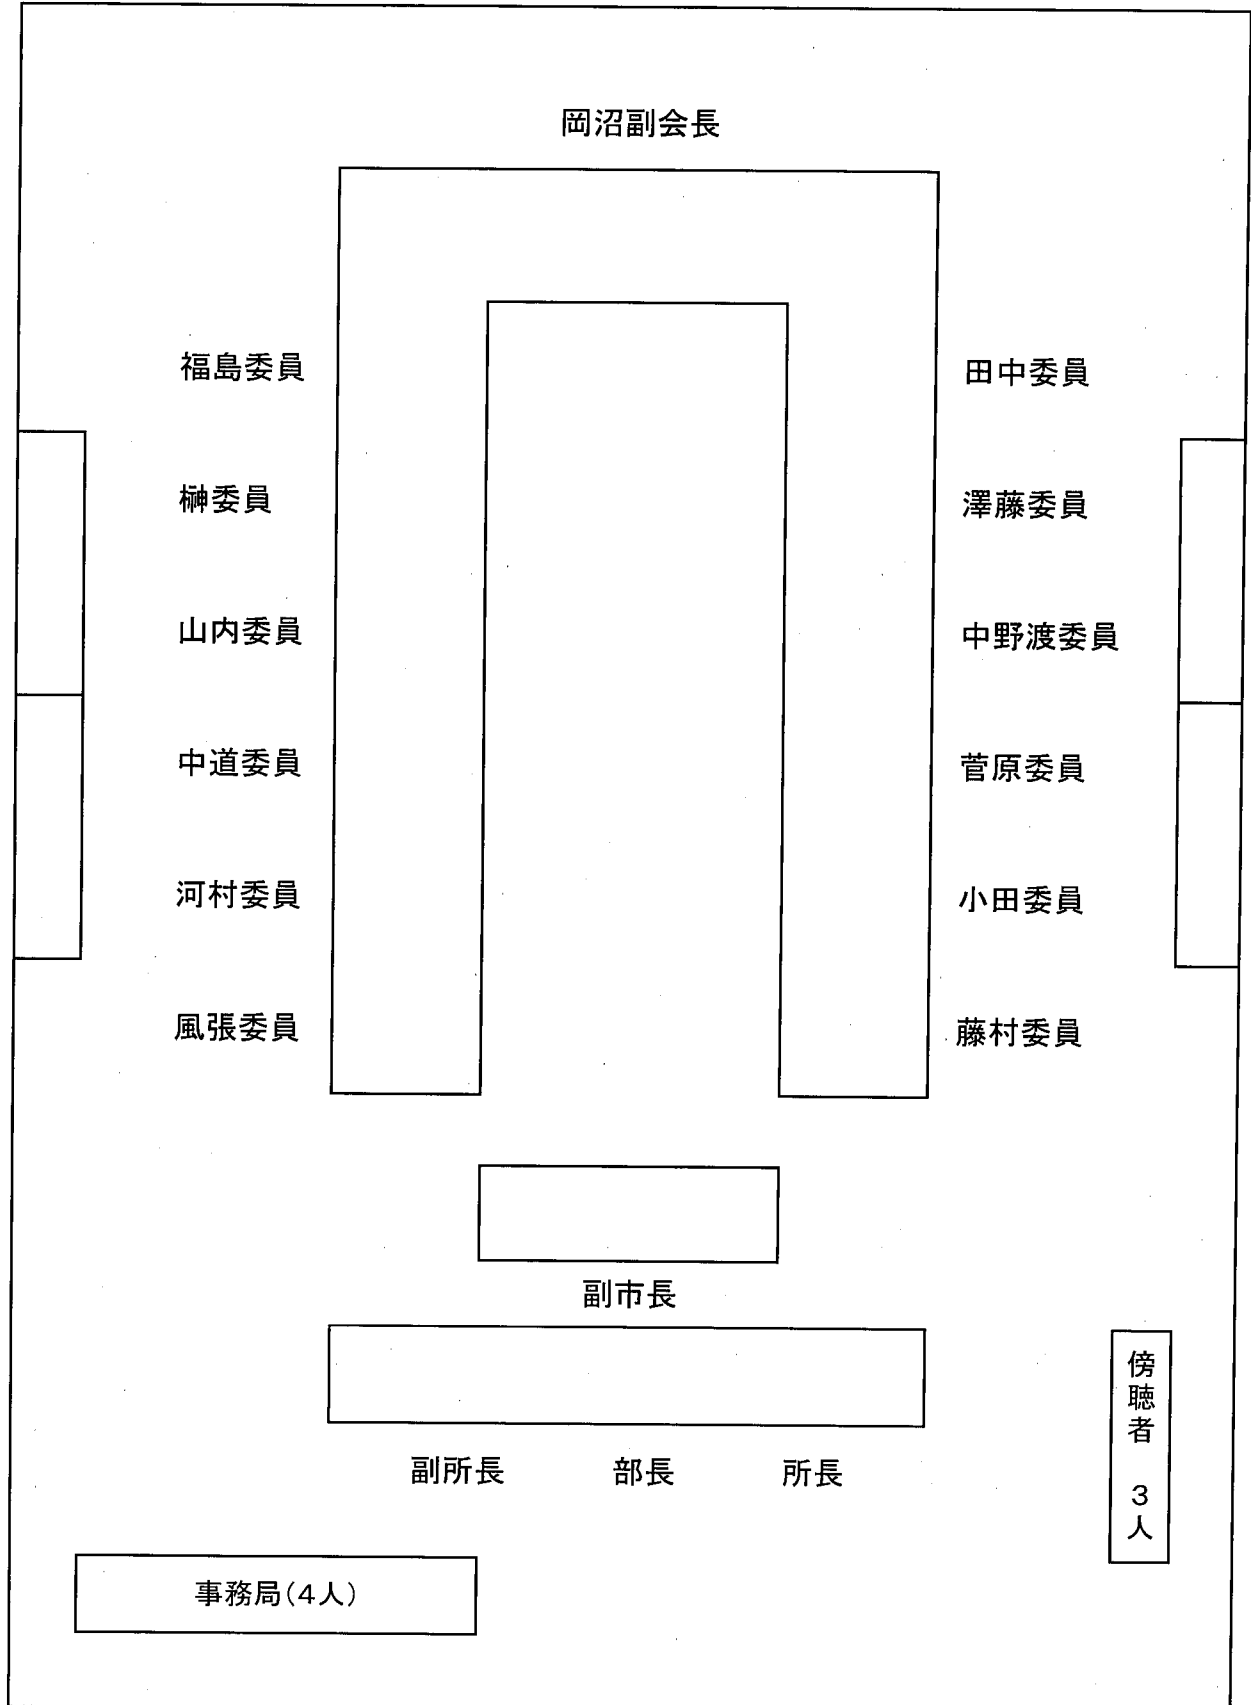 岡沼副会長
福島委員
田中委員
榊委員
澤藤委員
山内委員
中野渡委員
中道委員
菅原委員
河村委員
小田委員
風張委員
藤村委員
副市長
副所長
部長
所長
傍聴者 3人
事務局(4人)